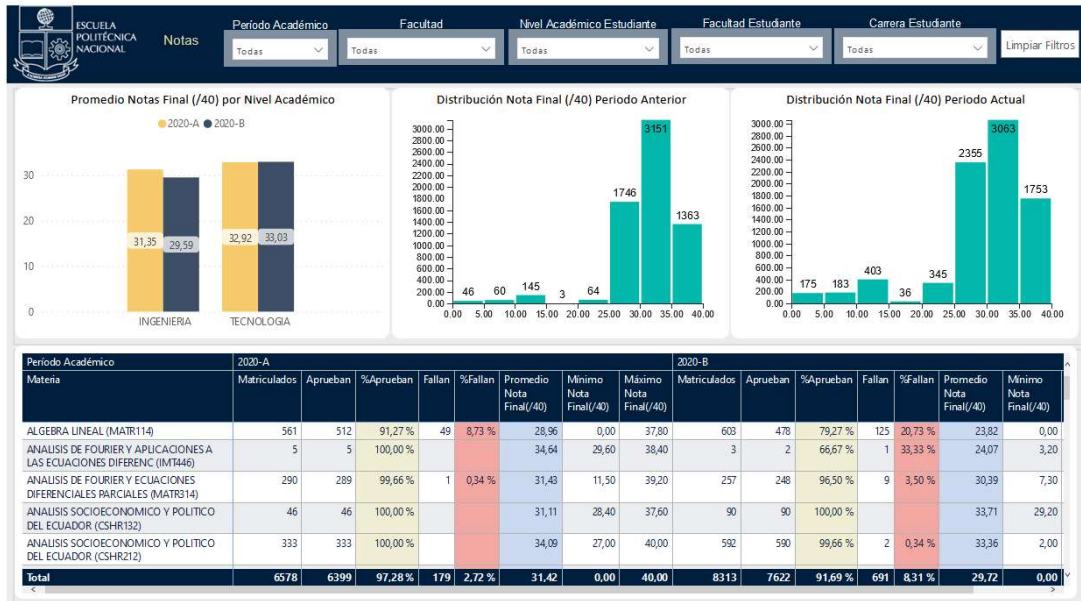 ESCUELA
POLITÉCNICA
NACIONAL
Notas
Período Académico
Todas
Facultad
Todas
Nivel Académico Estudiante
Todas
Facultad Estudiante
Todas
Carrera Estudiante
Todas
Limpiar Filtros
Promedio Notas Final (/40) por Nivel Académico
2020-A 2020-B
30
20
10
0
31,35 29,59 32,92 33,03
INGENIERIA TECNOLOGIA
Distribución Nota Final (/40) Periodo Anterior
3000.00
2800.00
2600.00
2400.00
2200.00
2000.00
1800.00
1600.00
1400.00
1200.00
1000.00
800.00
600.00
400.00
200.00
0.00
46 60 145 3 64 1746 3151 1363
0.00 5.00 10.00 15.00 20.00 25.00 30.00 35.00 40.00
Distribución Nota Final (/40) Periodo Actual
3000.00
2800.00
2600.00
2400.00
2200.00
2000.00
1800.00
1600.00
1400.00
1200.00
1000.00
800.00
600.00
400.00
200.00
0.00
175 183 403 36 345 2355 3063 1753
0.00 5.00 10.00 15.00 20.00 25.00 30.00 35.00 40.00
Período Académico 2020-A 2020-B
Materia Matriculados Aprueban %Aprueban Fallan %Fallan Promedio Nota Final(/40) Mínimo Nota Final(/40) Máximo Nota Final(/40) Matriculados Aprueban %Aprueban Fallan %Fallan Promedio Nota Final(/40) Mínimo Nota Final(/40)
ALGEBRA LINEAL (MATR114) 561 512 91,27 % 49 8,73 % 28,96 0,00 37,80 603 478 79,27 % 125 20,73 % 23,82 0,00
ANALISIS DE FOURIER Y APLICACIONES A
LAS ECUACIONES DIFERENC (IMT446) 5 5 100,00 % 34,64 29,60 38,40 3 2 66,67 % 1 33,33 % 24,07 3,20
ANALISIS DE FOURIER Y ECUACIONES
DIFERENCIALES PARCIALES (MATR314) 290 289 99,66 % 1 0,34 % 31,43 11,50 39,20 257 248 96,50 % 9 3,50 % 30,39 7,30
ANALISIS SOCIOECONOMICO Y POLITICO
DEL ECUADOR (CSHR132) 46 46 100,00 % 31,11 28,40 37,60 90 90 100,00 % 33,71 29,20
ANALISIS SOCIOECONOMICO Y POLITICO
DEL ECUADOR (CSHR212) 333 333 100,00 % 34,09 27,00 40,00 592 590 99,66 % 2 0,34 % 33,36 2,00
Total 6578 6399 97,28 % 179 2,72 % 31,42 0,00 40,00 8313 7622 91,69 % 691 8,31 % 29,72 0,00